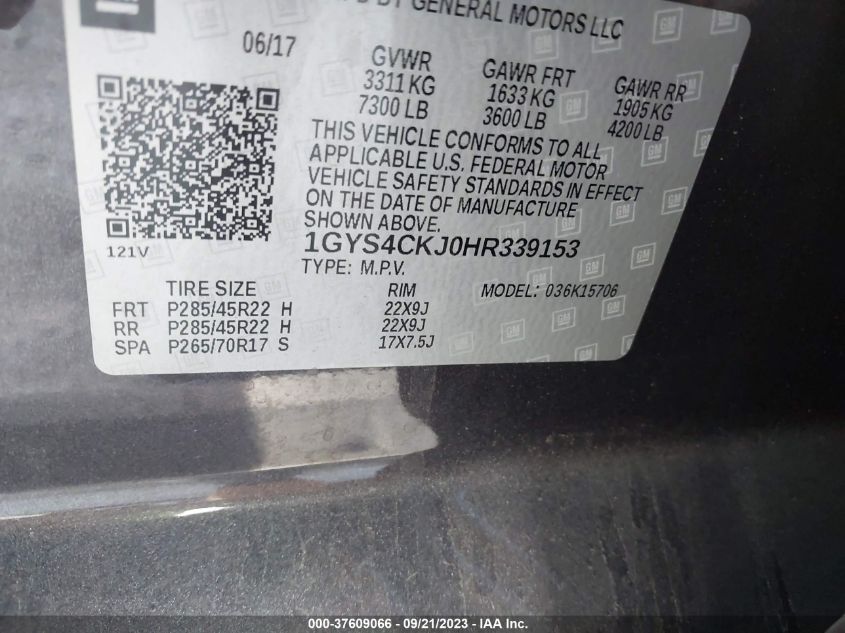 BY GENERAL MOTORS LLC
06/17
GVWR GAWR FRT GAWR RR
3311 KG 1633 KG 1905 KG
7300 LB 3600 LB 4200 LB
THIS VEHICLE CONFORMS TO ALL
APPLICABLE U.S. FEDERAL MOTOR
VEHICLE SAFETY STANDARDS IN EFFECT
ON THE DATE OF MANUFACTURE
SHOWN ABOVE.
121V
1GYS4CKJ0HR339153
TYPE: M.P.V.
TIRE SIZE RIM MODEL: 036K15706
FRT P285/45R22 H 22X9J
RR P285/45R22 H 22X9J
SPA P265/70R17 S 17X7.5J
000-37609066 - 09/21/2023 - IAA Inc.